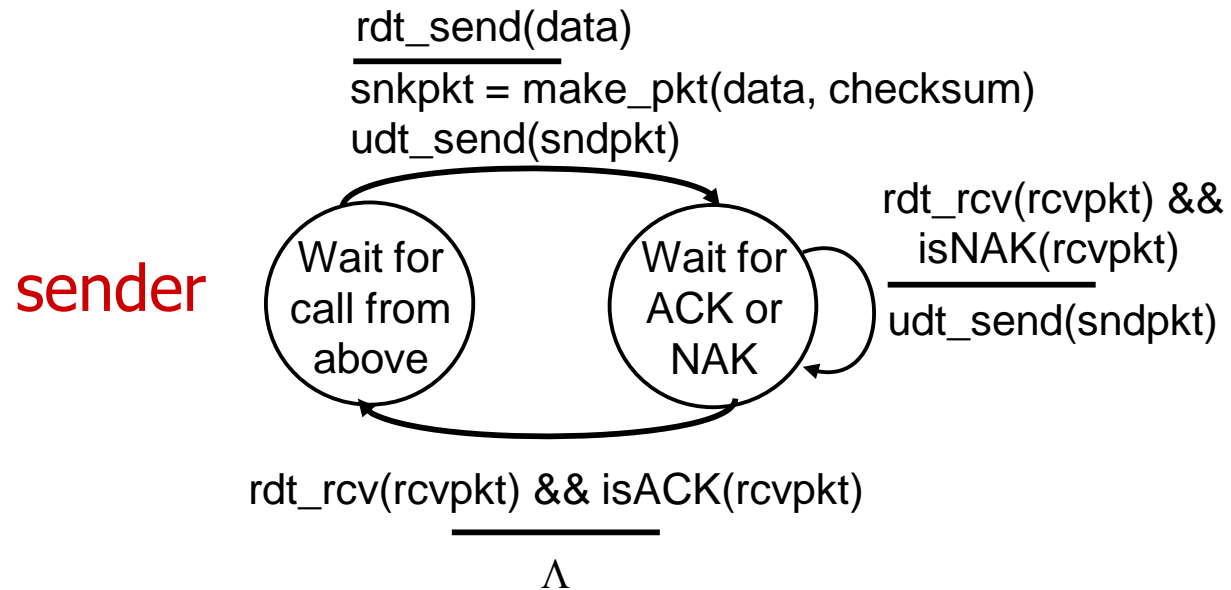 rdt_send(data)
snkpkt = make_pkt(data, checksum)
udt_send(sndpkt)
sender
Wait for
call from
above
Wait for
ACK or
NAK
rdt_rcv(rcvpkt) &&
isNAK(rcvpkt)
udt_send(sndpkt)
rdt_rcv(rcvpkt) && isACK(rcvpkt)
Λ